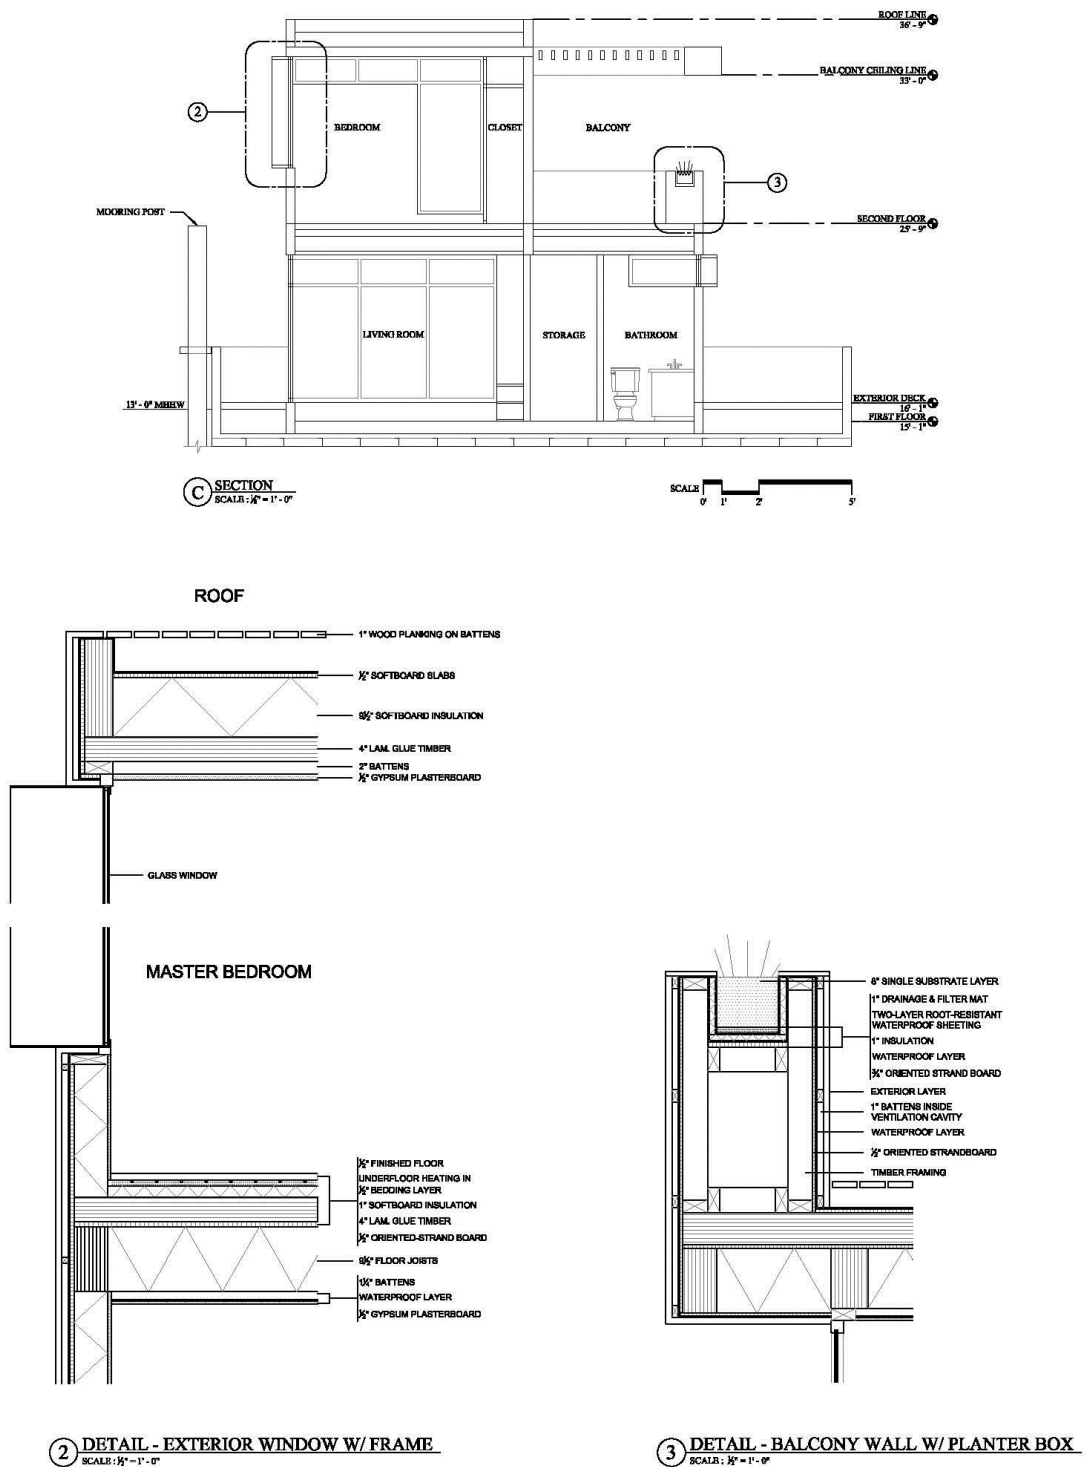 ROOF LINE
36' - 9"
BALCONY CEILING LINE
33' - 0"
2
BEDROOM
CLOSET
BALCONY
3
MOORING POST
SECOND FLOOR
25' - 9"
LIVING ROOM
STORAGE
BATHROOM
13' - 0" MHHW
EXTERIOR DECK
16' - 1"
FIRST FLOOR
15' - 1"
C SECTION
SCALE : ⅛" = 1' - 0"
SCALE
0' 1' 2' 5'
ROOF
1" WOOD PLANKING ON BATTENS
½" SOFTBOARD SLABS
9½" SOFTBOARD INSULATION
4" LAM. GLUE TIMBER
2" BATTENS
½" GYPSUM PLASTERBOARD
GLASS WINDOW
MASTER BEDROOM
½" FINISHED FLOOR
UNDERFLOOR HEATING IN
½" BEDDING LAYER
1" SOFTBOARD INSULATION
4" LAM. GLUE TIMBER
½" ORIENTED-STRAND BOARD
9½" FLOOR JOISTS
BATTENS
WATERPROOF LAYER
½" GYPSUM PLASTERBOARD
2 DETAIL - EXTERIOR WINDOW W/ FRAME
SCALE : ½" = 1' - 0"
SINGLE SUBSTRATE LAYER
1" DRAINAGE & FILTER MAT
TWO-LAYER ROOT-RESISTANT
WATERPROOF SHEETING
1" INSULATION
WATERPROOF LAYER
¾" ORIENTED STRAND BOARD
EXTERIOR LAYER
1" BATTENS INSIDE
VENTILATION CAVITY
WATERPROOF LAYER
½" ORIENTED STRANDBOARD
TIMBER FRAMING
3 DETAIL - BALCONY WALL W/ PLANTER BOX
SCALE : ½" = 1' - 0"